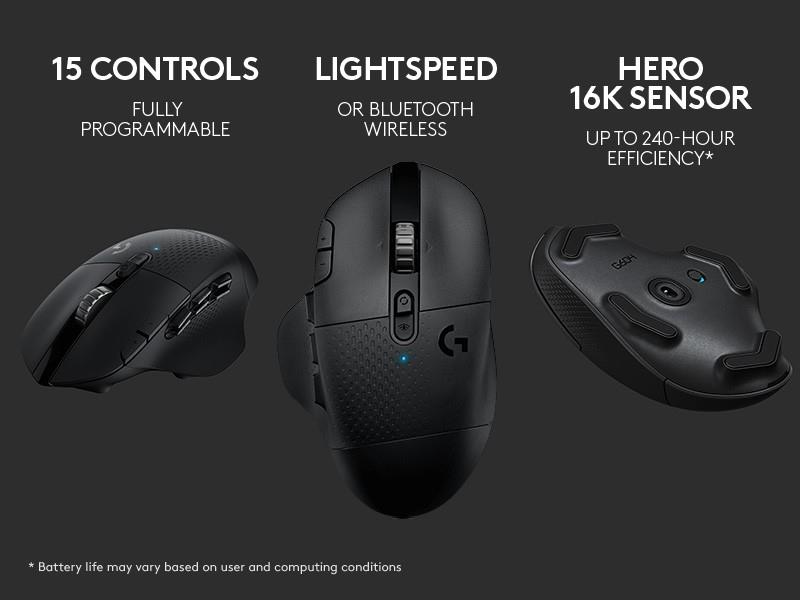 15 CONTROLS
FULLY
PROGRAMMABLE
LIGHTSPEED
OR BLUETOOTH
WIRELESS
HERO
16K SENSOR
UP TO 240-HOUR
EFFICIENCY*
G
G604
* Battery life may vary based on user and computing conditions